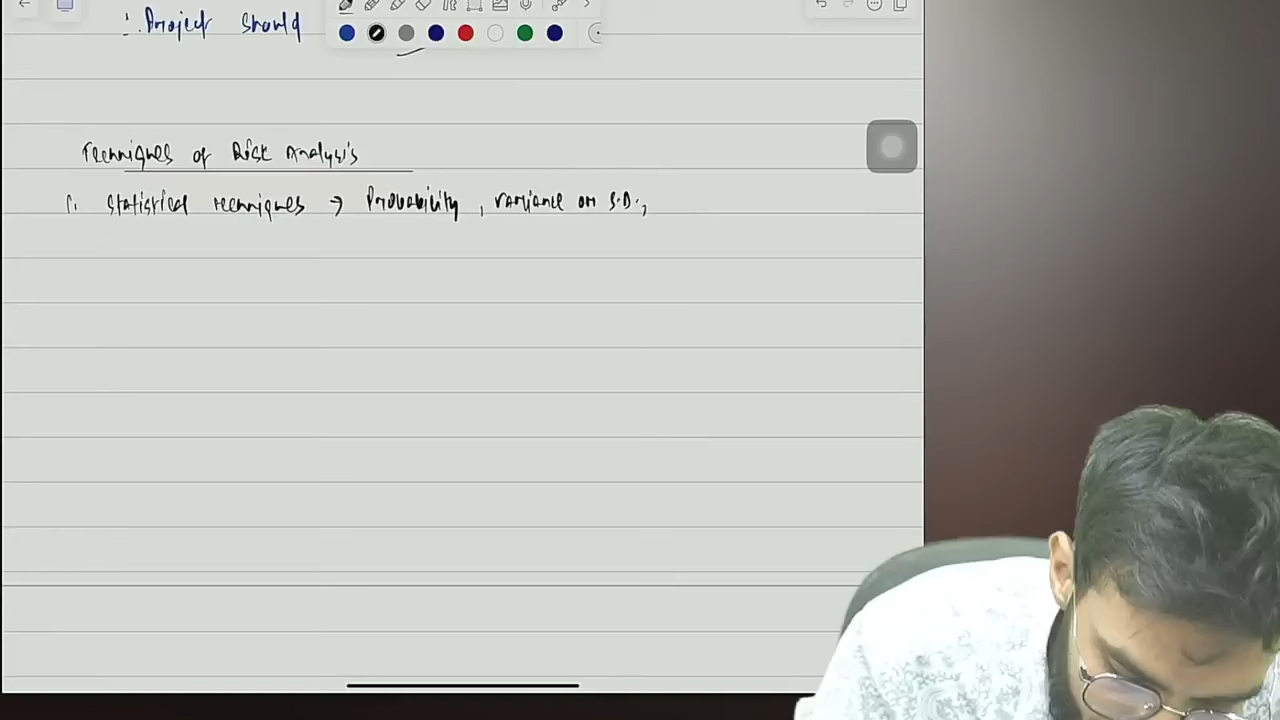 ∴ Project should
Techniques of Risk Analysis
1. Statistical techniques → Probability, variance or S.D.,